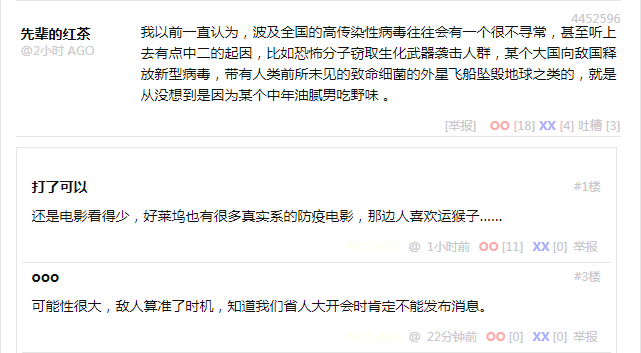 4452596
先辈的红茶
@2小时 AGO
我以前一直认为，波及全国的高传染性病毒往往会有一个很不寻常，甚至听上
去有点中二的起因，比如恐怖分子窃取生化武器袭击人群，某个大国向敌国释
放新型病毒，带有人类前所未见的致命细菌的外星飞船坠毁地球之类的，就是
从没想到是因为某个中年油腻男吃野味 。
[举报] OO [18] XX [4] 吐槽 [3]
打了可以 #1楼
还是电影看得少，好莱坞也有很多真实系的防疫电影，那边人喜欢运猴子......
@ 1小时前 OO [11] XX [0] 举报
ooo #3楼
可能性很大，敌人算准了时机，知道我们省人大开会时肯定不能发布消息。
@ 22分钟前 OO [0] XX [0] 举报